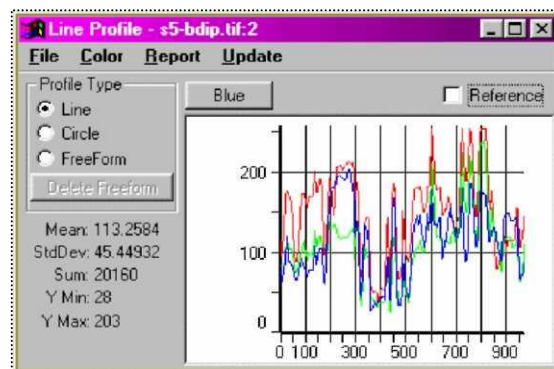 Line Profile - s5-bdip.tif:2
File Color Report Update
Profile Type
Line
Circle
FreeForm
Delete Freeform
Blue
Reference
Mean: 113.2584
StdDev: 45.44932
Sum: 20160
Y Min: 28
Y Max: 203
200
100
0
0 100 300 500 700 900